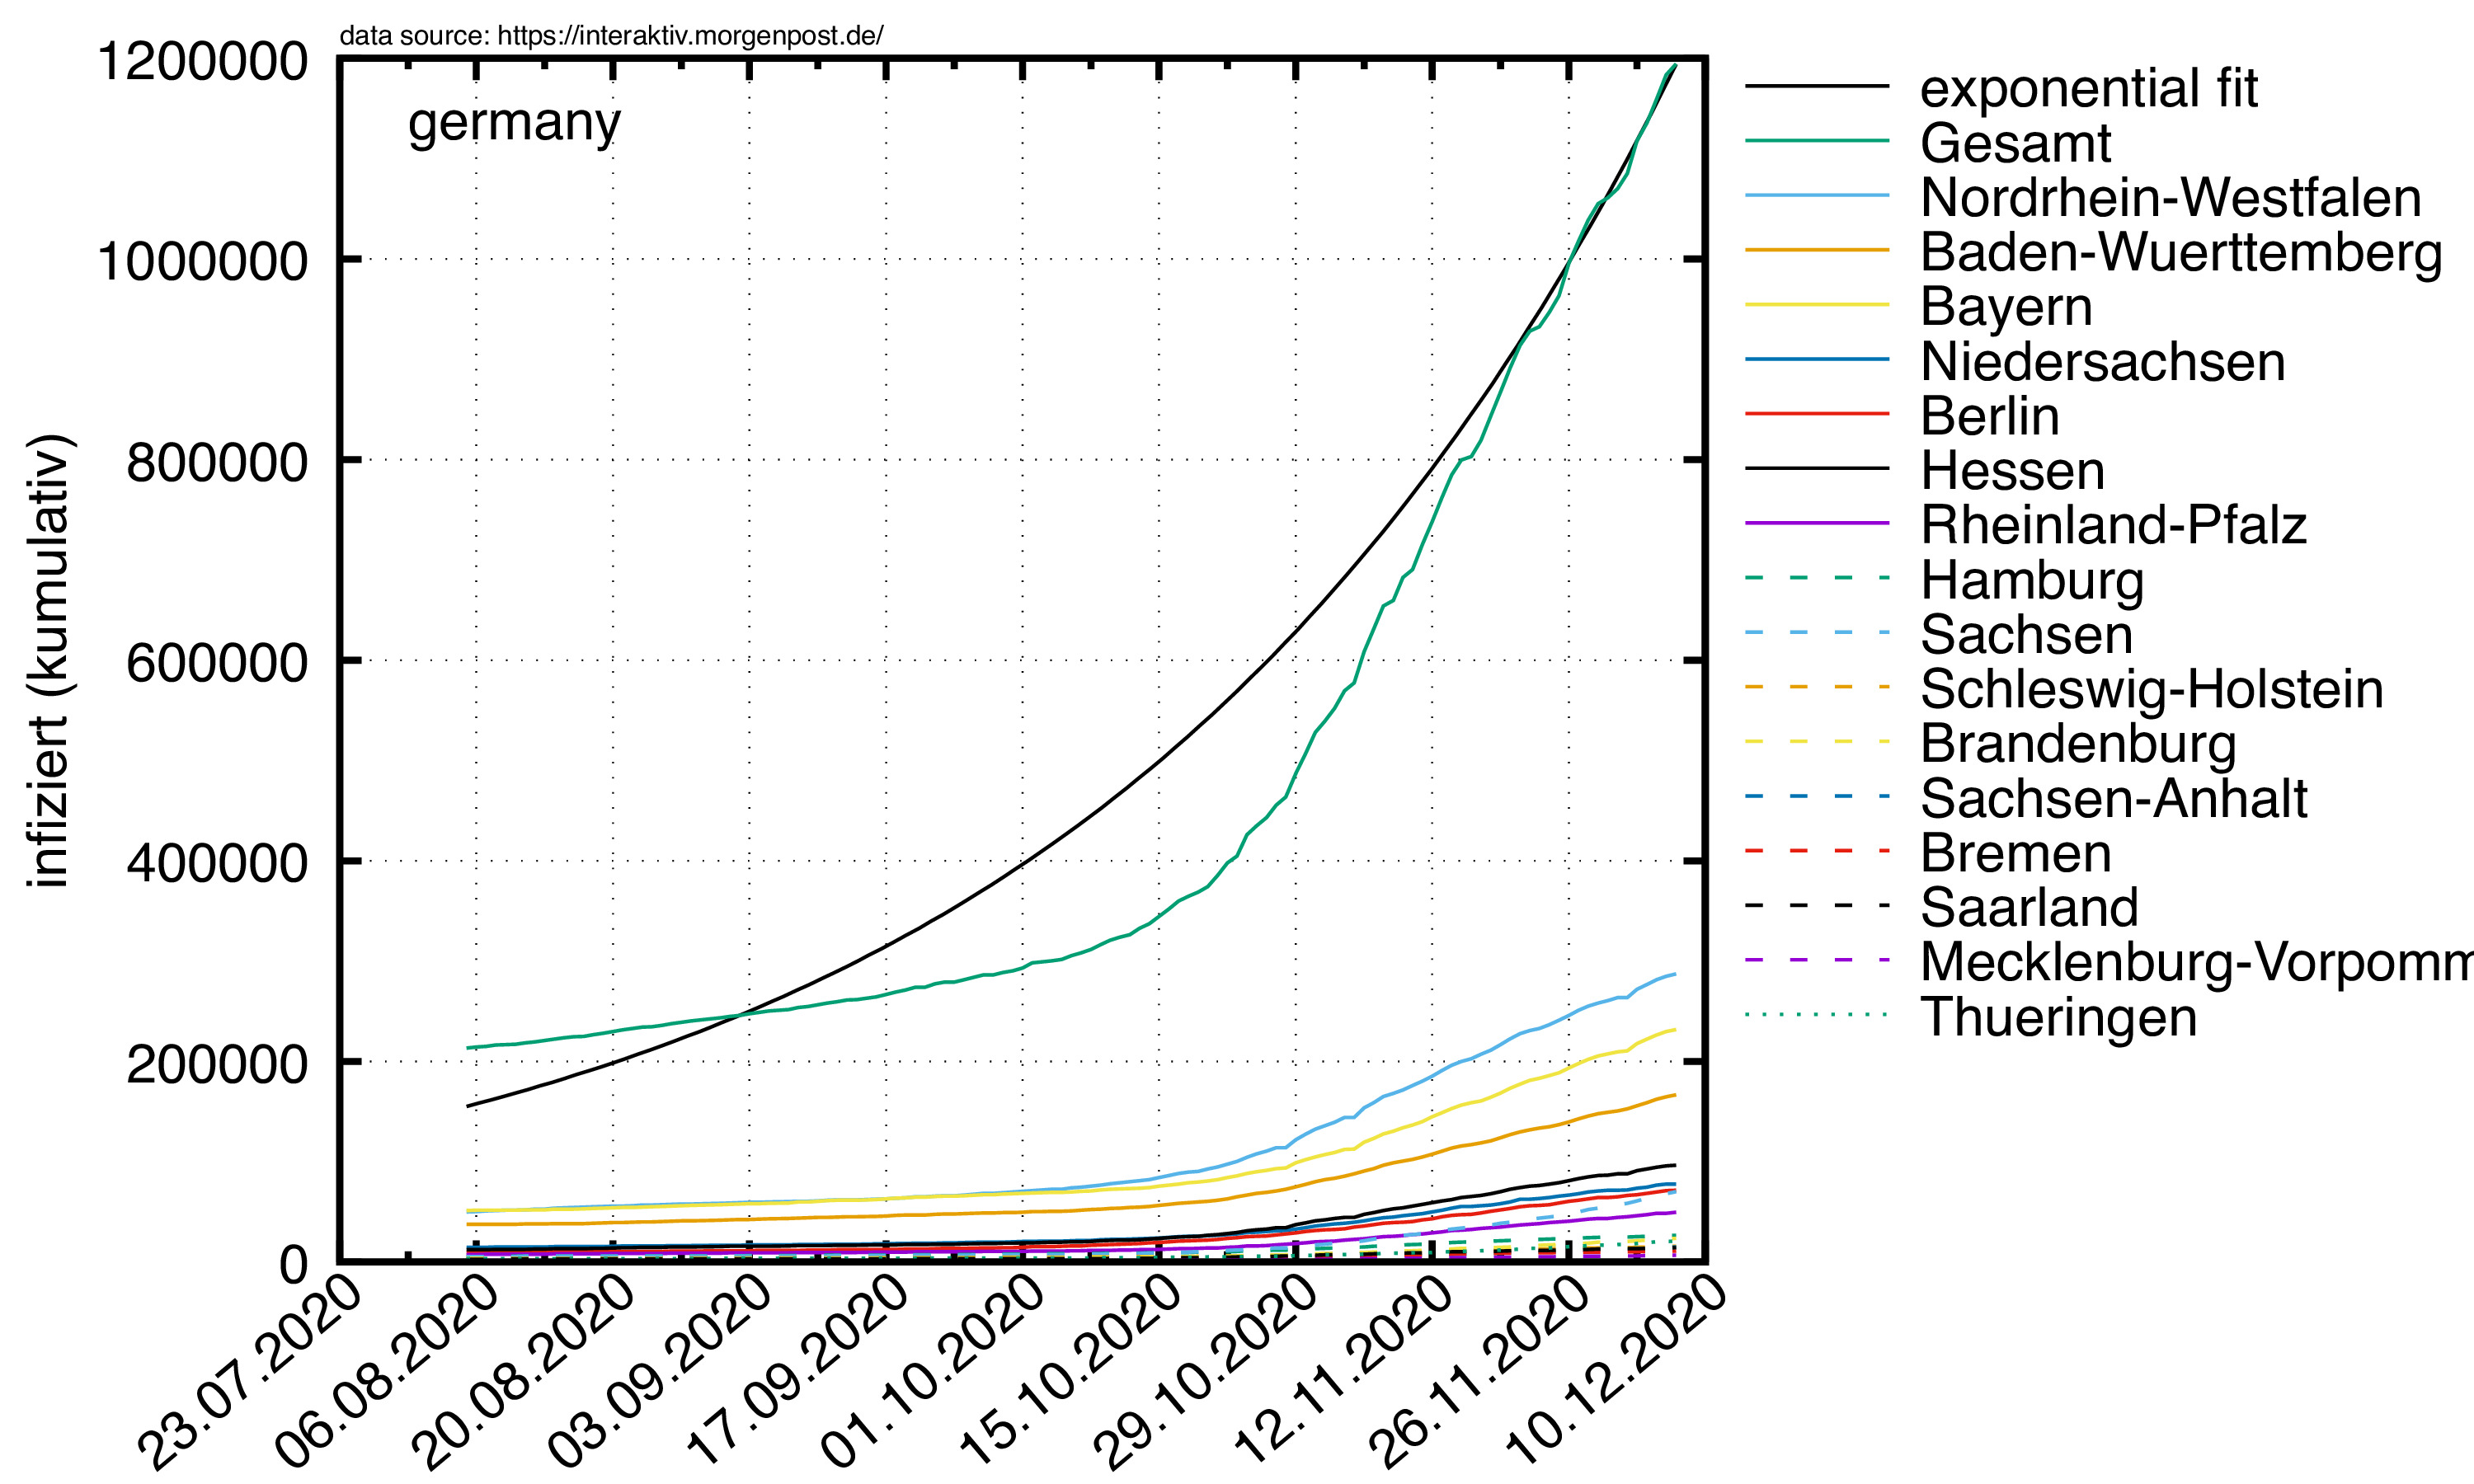 data source: https://interaktiv.morgenpost.de/
germany
infiziert (kumulativ)
1200000
1000000
800000
600000
400000
200000
0
23.07.2020
06.08.2020
20.08.2020
03.09.2020
17.09.2020
01.10.2020
15.10.2020
29.10.2020
12.11.2020
26.11.2020
10.12.2020
exponential fit
Gesamt
Nordrhein-Westfalen
Baden-Wuerttemberg
Bayern
Niedersachsen
Berlin
Hessen
Rheinland-Pfalz
Hamburg
Sachsen
Schleswig-Holstein
Brandenburg
Sachsen-Anhalt
Bremen
Saarland
Mecklenburg-Vorpomm
Thueringen